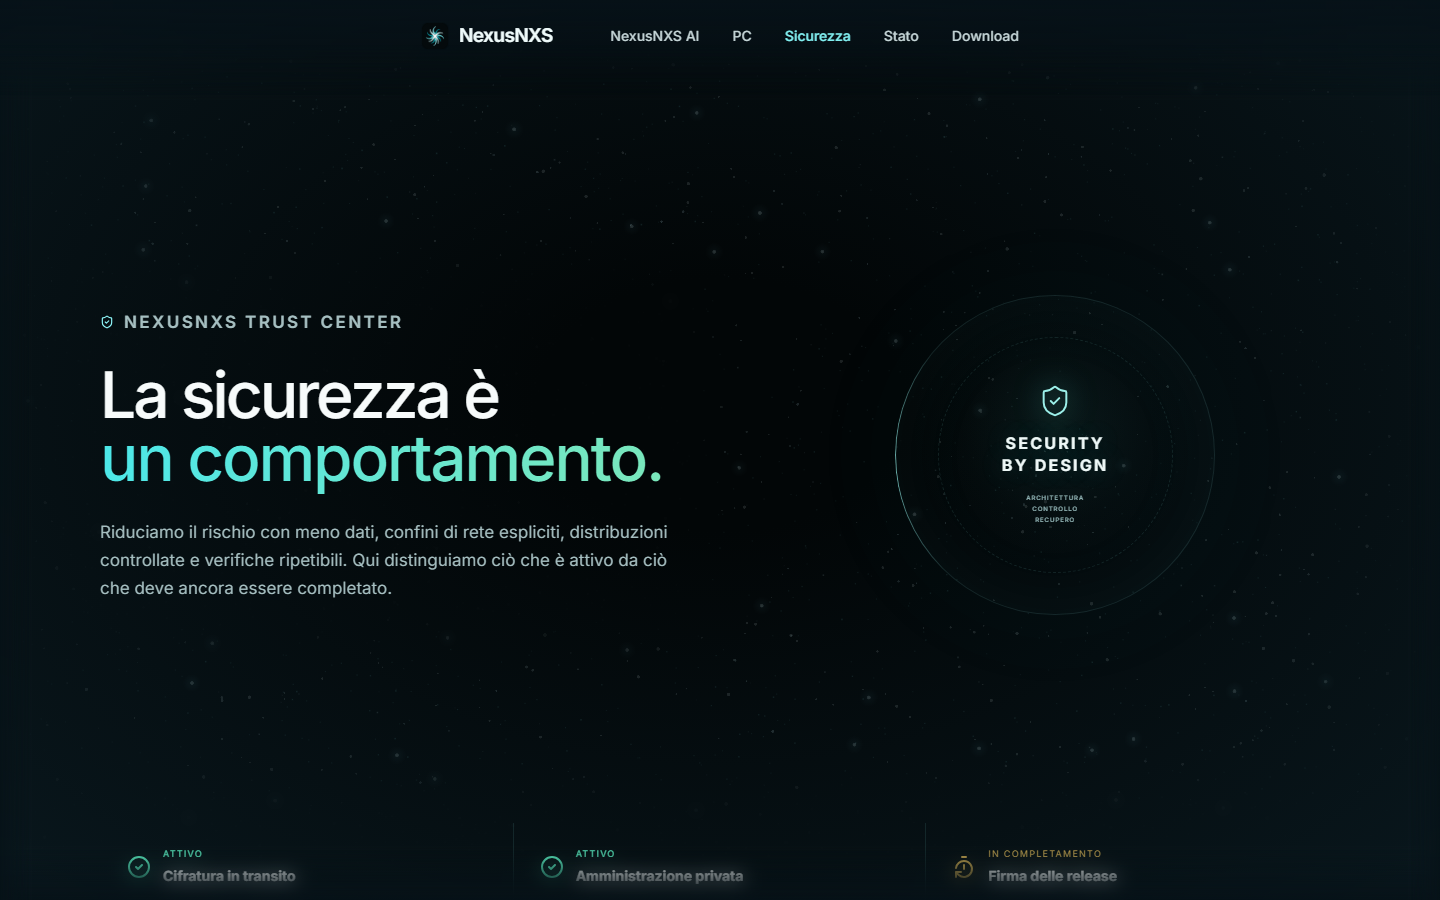 NexusNXS
NexusNXS AI
PC
Sicurezza
Stato
Download
NEXUSNXS TRUST CENTER
La sicurezza è
un comportamento.
Riduciamo il rischio con meno dati, confini di rete espliciti, distribuzioni
controllate e verifiche ripetibili. Qui distinguiamo ciò che è attivo da ciò
che deve ancora essere completato.
SECURITY
BY DESIGN
ARCHITETTURA
CONTROLLO
RECUPERO
ATTIVO
Cifratura in transito
ATTIVO
Amministrazione privata
IN COMPLETAMENTO
Firma delle release